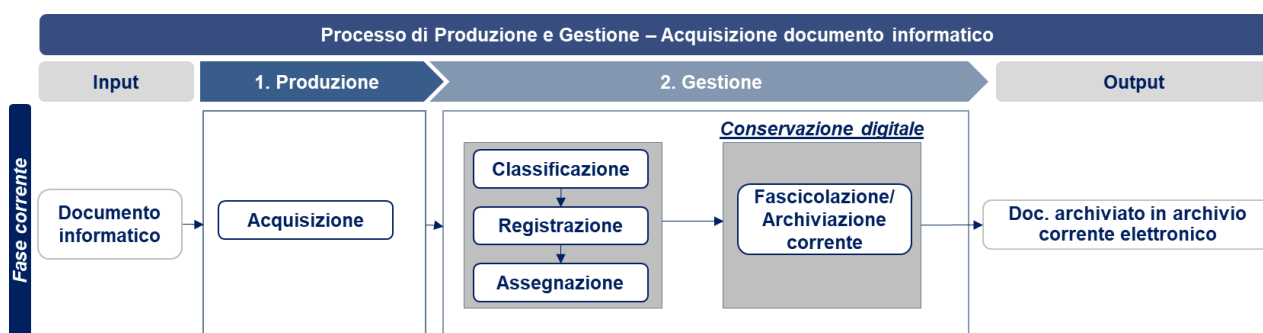 Processo di Produzione e Gestione – Acquisizione documento informatico
Input
1. Produzione
2. Gestione
Output
Fase corrente
Documento
informatico
Acquisizione
Classificazione
Registrazione
Assegnazione
Conservazione digitale
Fascicolazione/
Archiviazione
corrente
Doc. archiviato in archivio
corrente elettronico